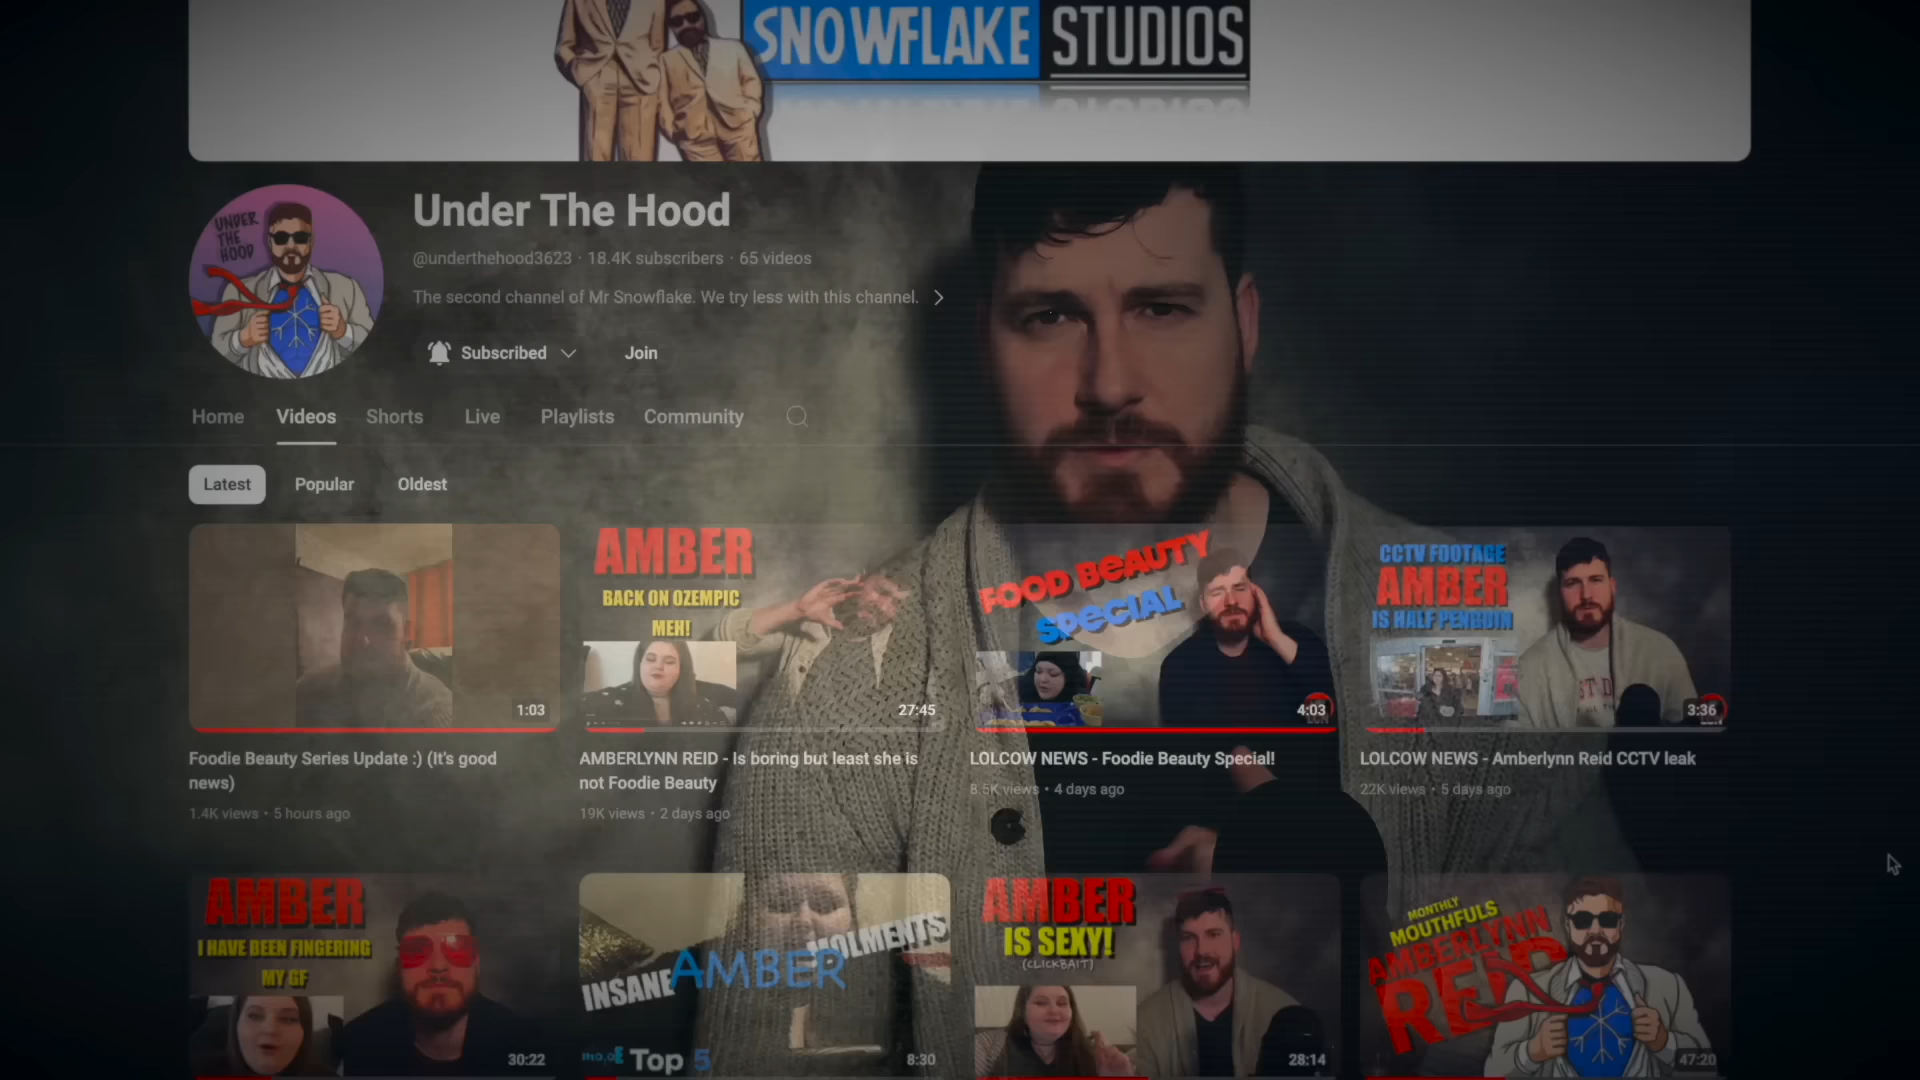 SNOWFLAKE STUDIOS
UNDER
THE
HOOD
Under The Hood
@underthehood3623 · 18.4K subscribers · 65 videos
The second channel of Mr Snowflake. We try less with this channel.
Subscribed
Join
Home
Videos
Shorts
Live
Playlists
Community
Latest
Popular
Oldest
1:03
AMBER
BACK ON OZEMPIC
MEH!
27:45
FOOD BEAUTY
SPECIAL
4:03
CCTV FOOTAGE
AMBER
IS HALF PENGUIN
3:36
Foodie Beauty Series Update :) (It's good
news)
1.4K views · 5 hours ago
AMBERLYNN REID - Is boring but least she is
not Foodie Beauty
19K views · 2 days ago
LOLCOW NEWS - Foodie Beauty Special!
8.5K views · 4 days ago
LOLCOW NEWS - Amberlynn Reid CCTV leak
22K views · 5 days ago
AMBER
I HAVE BEEN FINGERING
MY GF
30:22
INSANE AMBER MOLMENTS
Top 5
8:30
AMBER
IS SEXY!
(CLICKBAIT)
28:14
MONTHLY
MOUTHFULS
AMBERLYNN
REID
47:20